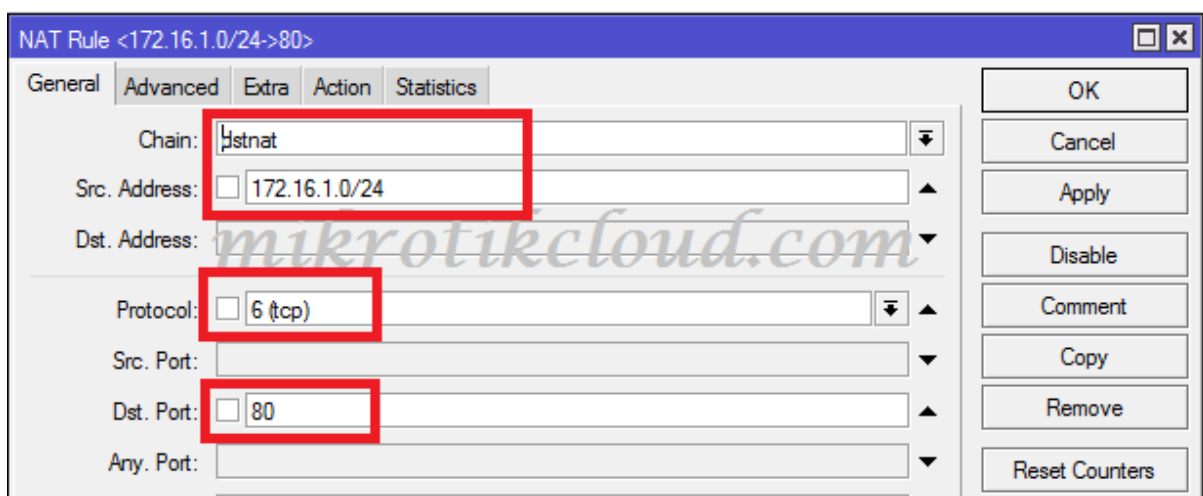 NAT Rule <172.16.1.0/24->80>
General Advanced Extra Action Statistics
Chain: dstnat
Src. Address: 172.16.1.0/24
Dst. Address:
Protocol: 6 (tcp)
Src. Port:
Dst. Port: 80
Any. Port:
OK
Cancel
Apply
Disable
Comment
Copy
Remove
Reset Counters
mikrotikcloud.com